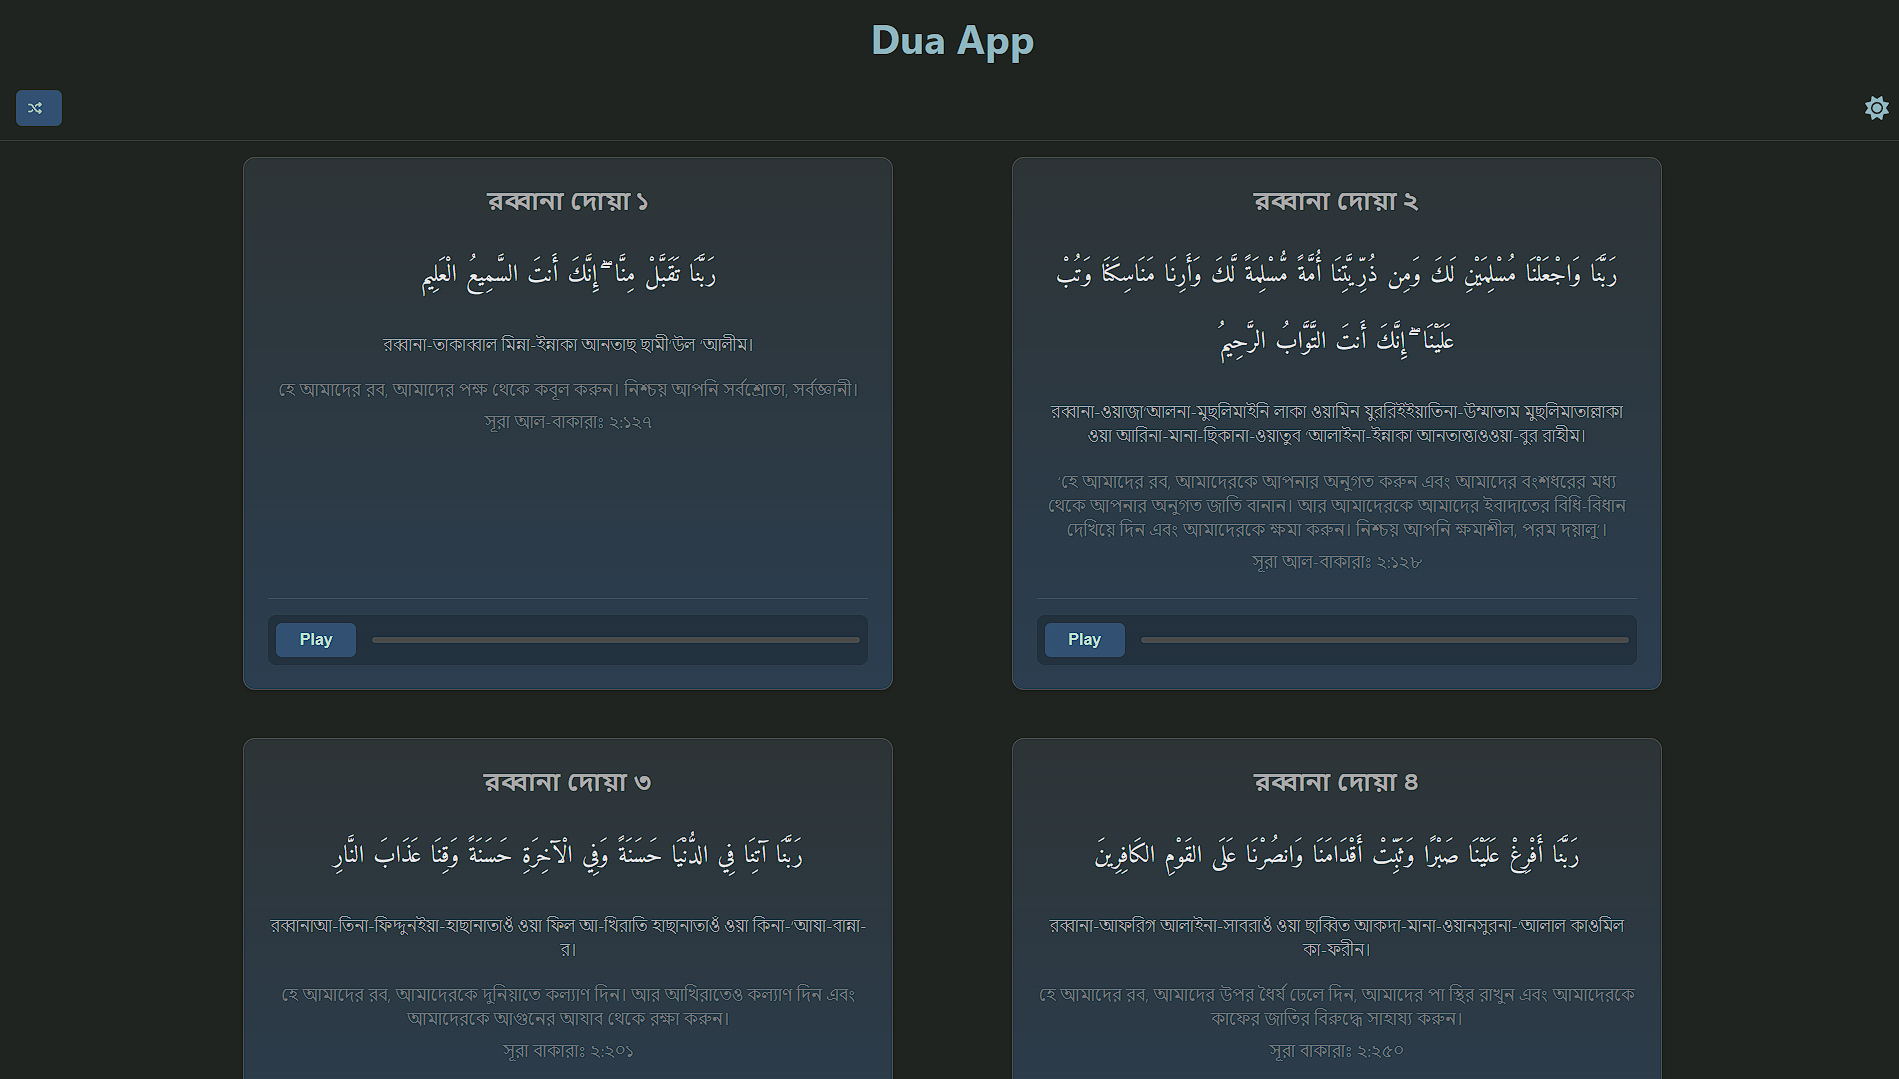 Dua App
রব্বানা দোয়া ১
رَبَّنَا تَقَبَّلْ مِنَّا ۖ إِنَّكَ أَنتَ السَّمِيعُ الْعَلِيم
রব্বানা-তাকাব্বাল মিন্না-ইন্নাকা আনতাছ ছামী‘উল ‘আলীম।
হে আমাদের রব, আমাদের পক্ষ থেকে কবূল করুন। নিশ্চয় আপনি সর্বশ্রোতা, সর্বজ্ঞানী।
সূরা আল-বাকারাঃ ২:১২৭
Play
রব্বানা দোয়া ২
رَبَّنَا وَاجْعَلْنَا مُسْلِمَيْنِ لَكَ وَمِن ذُرِّيَّتِنَا أُمَّةً مُّسْلِمَةً لَّكَ وَأَرِنَا مَنَاسِكَنَا وَتُبْ
عَلَيْنَا ۖ إِنَّكَ أَنتَ التَّوَّابُ الرَّحِيمُ
রব্বানা-ওয়াজ‘আলনা-মুছলিমাইনি লাকা ওয়ামিন যুররিইইয়াতিনা-উম্মাতাম মুছলিমাতাল্লাকা
ওয়া আরিনা-মানা-ছিকানা-ওয়াতুব ‘আলাইনা-ইন্নাকা আনতাত্তাওওয়া-বুর রাহীম।
‘হে আমাদের রব, আমাদেরকে আপনার অনুগত করুন এবং আমাদের বংশধরের মধ্য
থেকে আপনার অনুগত জাতি বানান। আর আমাদেরকে আমাদের ইবাদাতের বিধি-বিধান
দেখিয়ে দিন এবং আমাদেরকে ক্ষমা করুন। নিশ্চয় আপনি ক্ষমাশীল, পরম দয়ালু’।
সূরা আল-বাকারাঃ ২:১২৮
Play
রব্বানা দোয়া ৩
رَبَّنَا آتِنَا فِي الدُّنْيَا حَسَنَةً وَفِي الْآخِرَةِ حَسَنَةً وَقِنَا عَذَابَ النَّارِ
রব্বানাআ-তিনা-ফিদ্দুনইয়া-হাছানাতাওঁ ওয়া ফিল আ-খিরাতি হাছানাতাওঁ ওয়া কিনা-‘আযা-বান্না-
র।
হে আমাদের রব, আমাদেরকে দুনিয়াতে কল্যাণ দিন। আর আখিরাতেও কল্যাণ দিন এবং
আমাদেরকে আগুনের আযাব থেকে রক্ষা করুন।
সূরা বাকারাঃ ২:২০১
রব্বানা দোয়া ৪
رَبَّنَا أَفْرِغْ عَلَيْنَا صَبْرًا وَثَبِّتْ أَقْدَامَنَا وَانصُرْنَا عَلَى القَوْمِ الكَافِرِينَ
রব্বানা-আফরিগ আলাইনা-সাবরাওঁ ওয়া ছাব্বিত আকদা-মানা-ওয়ানসুরনা-‘আলাল কাওমিল
কা-ফরীন।
হে আমাদের রব, আমাদের উপর ধৈর্য ঢেলে দিন, আমাদের পা স্থির রাখুন এবং আমাদেরকে
কাফের জাতির বিরুদ্ধে সাহায্য করুন।
সূরা বাকারাঃ ২:২৫০